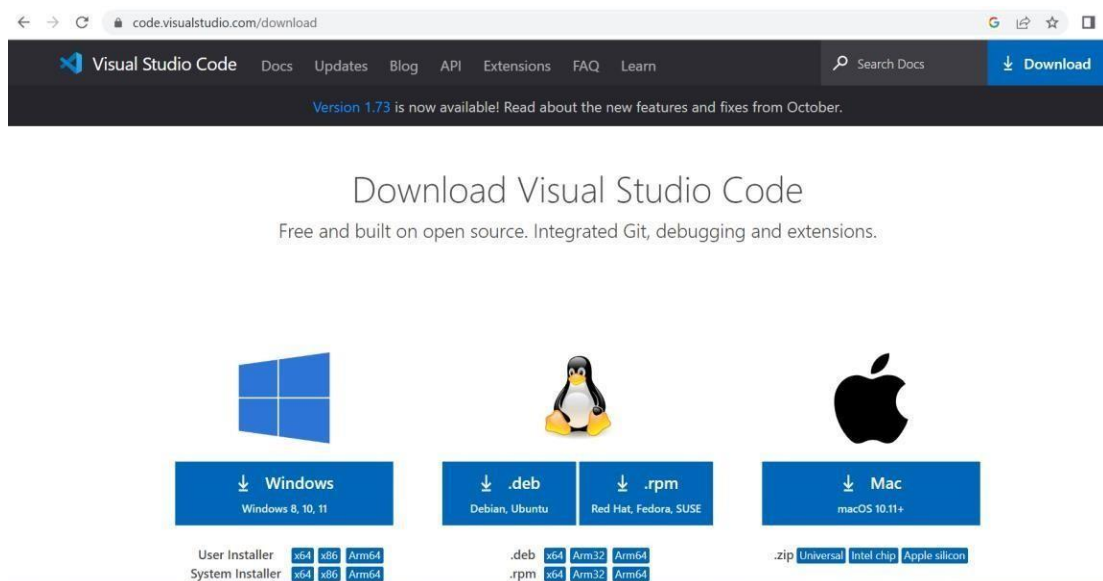 code.visualstudio.com/download
Visual Studio Code Docs Updates Blog API Extensions FAQ Learn Search Docs Download
Version 1.73 is now available! Read about the new features and fixes from October.
Download Visual Studio Code
Free and built on open source. Integrated Git, debugging and extensions.
Windows
Windows 8, 10, 11
.deb
Debian, Ubuntu
.rpm
Red Hat, Fedora, SUSE
Mac
macOS 10.11+
User Installer x64 x86 Arm64
System Installer x64 x86 Arm64
.deb x64 Arm32 Arm64
.rpm x64 Arm32 Arm64
.zip Universal Intel chip Apple silicon